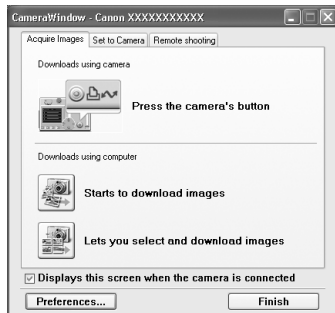 CameraWindow - Canon XXXXXXXXXXX
Acquire Images Set to Camera Remote shooting
Downloads using camera
Press the camera's button
Downloads using computer
Starts to download images
Lets you select and download images
Displays this screen when the camera is connected
Preferences... Finish